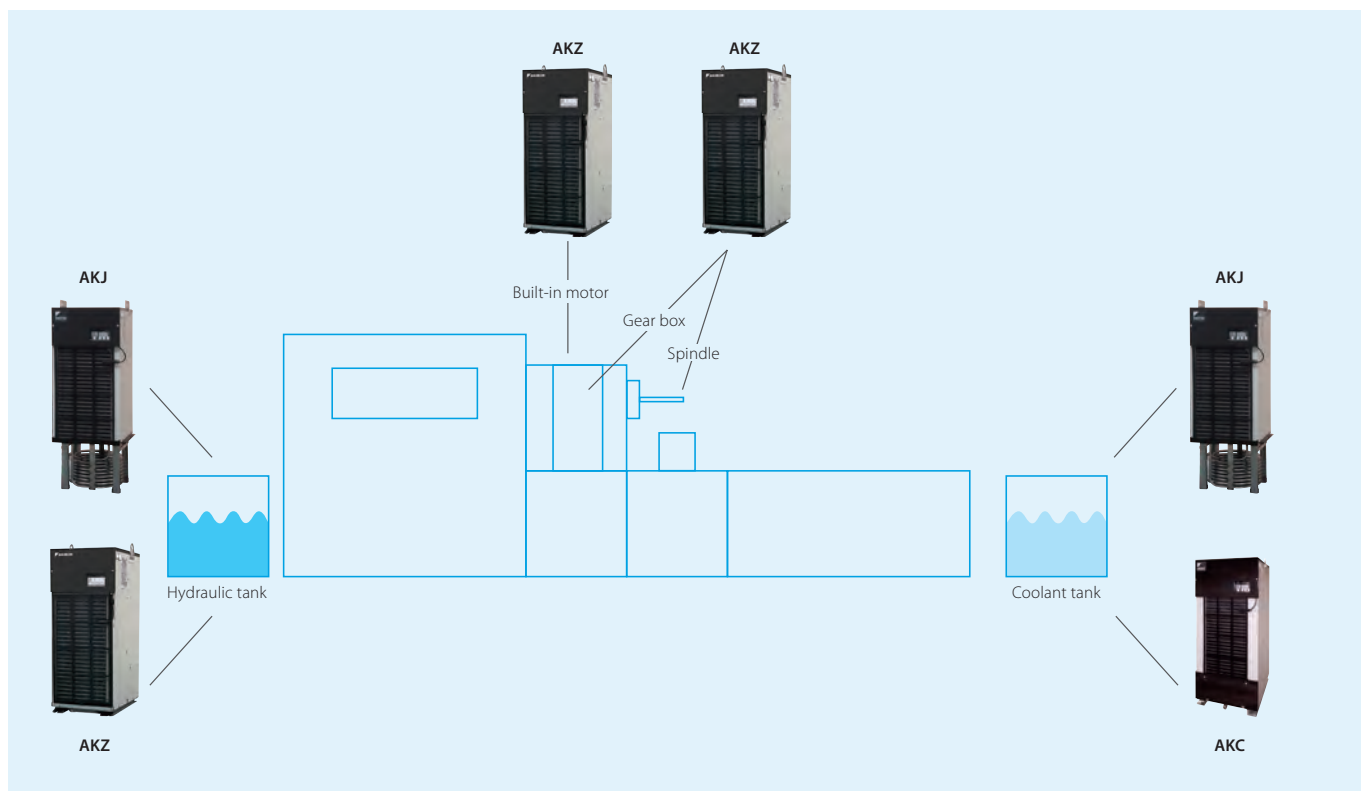 AKZ
AKZ
AKJ
AKJ
Built-in motor
Gear box
Spindle
Hydraulic tank
Coolant tank
AKZ
AKC